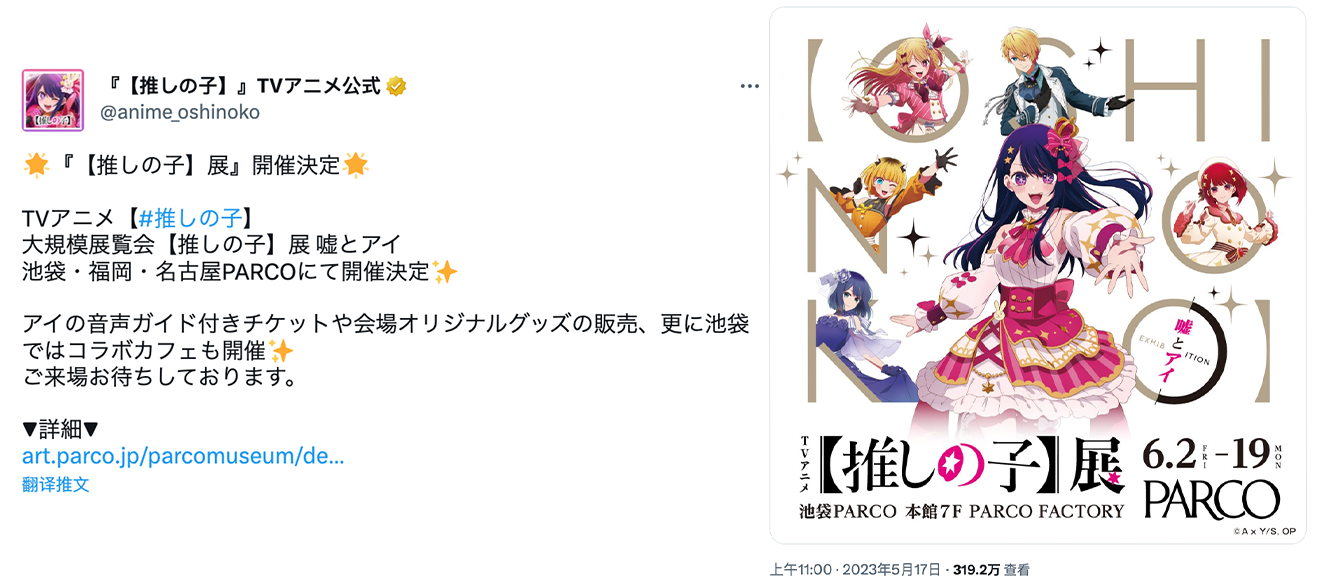 『【推しの子】』TVアニメ公式
@anime_oshinoko
🌟『【推しの子】展』開催決定🌟
TVアニメ【#推しの子】
大規模展覧会【推しの子】展 嘘とアイ
池袋・福岡・名古屋PARCOにて開催決定✨
アイの音声ガイド付きチケットや会場オリジナルグッズの販売、更に池袋
ではコラボカフェも開催✨
ご来場お待ちしております。
▼詳細▼
art.parco.jp/parcomuseum/de...
翻译推文
【OSHI
NO
KO】
嘘とアイ
EXHIBITION
TVアニメ
【推しの子】展
6.2 FRI -19 MON
池袋PARCO 本館7F PARCO FACTORY
PARCO
©A x Y/S, OP
上午11:00 · 2023年5月17日 · 319.2万 查看